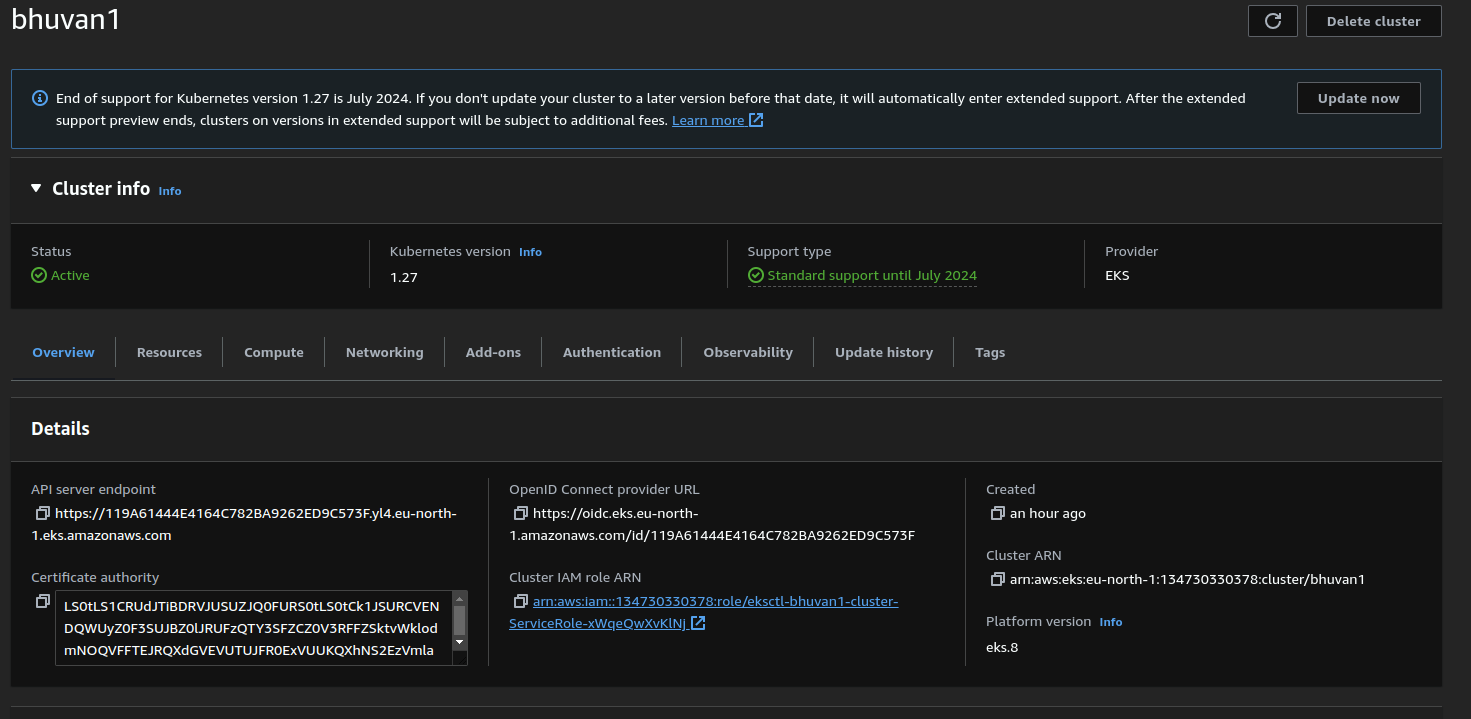 bhuvan1
Delete cluster
End of support for Kubernetes version 1.27 is July 2024. If you don't update your cluster to a later version before that date, it will automatically enter extended support. After the extended
support preview ends, clusters on versions in extended support will be subject to additional fees. Learn more
Update now
Cluster info Info
Status
Active
Kubernetes version Info
1.27
Support type
Standard support until July 2024
Provider
EKS
Overview
Resources
Compute
Networking
Add-ons
Authentication
Observability
Update history
Tags
Details
API server endpoint
https://119A61444E4164C782BA9262ED9C573F.yl4.eu-north-
1.eks.amazonaws.com
Certificate authority
LS0tLS1CRUdJTiBDRVJUSUZJQ0FURS0tLS0tCk1JSURCVEN
DQWUyZ0F3SUJBZ0lJRUFzQTY3SFZCZ0V3RFFZSktvWklod
mNOQVFFTEJRQXdGVEVUTUJFR0ExVUUKQXhNS2EzVmla
OpenID Connect provider URL
https://oidc.eks.eu-north-
1.amazonaws.com/id/119A61444E4164C782BA9262ED9C573F
Cluster IAM role ARN
arn:aws:iam::134730330378:role/eksctl-bhuvan1-cluster-
ServiceRole-xWqeQwXvKlNj
Created
an hour ago
Cluster ARN
arn:aws:eks:eu-north-1:134730330378:cluster/bhuvan1
Platform version Info
eks.8